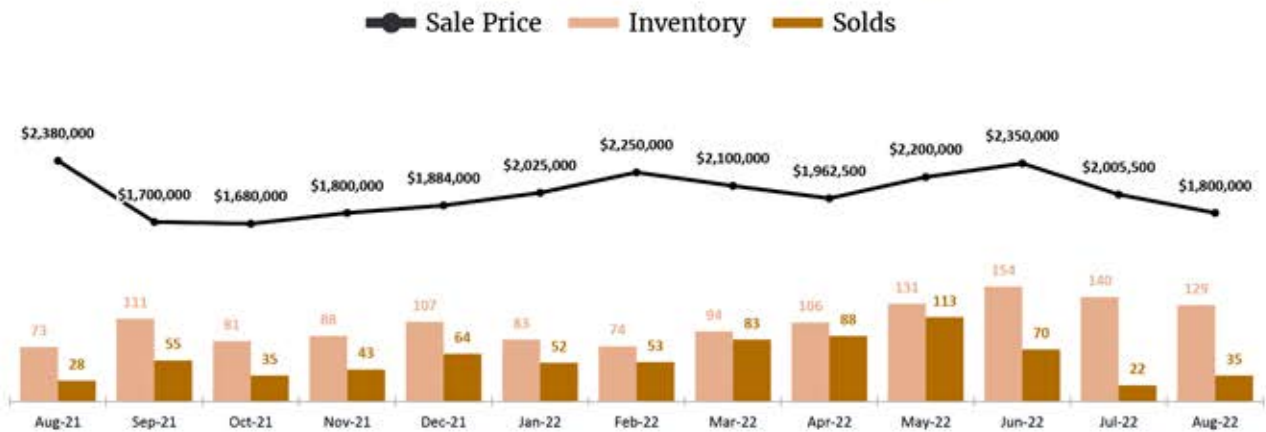 Sale Price Inventory Solds
$2,380,000 $1,700,000 $1,680,000 $1,800,000 $1,884,000 $2,025,000 $2,250,000 $2,100,000 $1,962,500 $2,200,000 $2,350,000 $2,005,500 $1,800,000
73 28 111 55 81 35 88 43 107 64 83 52 74 53 94 83 106 88 131 113 154 70 140 22 129 35
Aug-21 Sep-21 Oct-21 Nov-21 Dec-21 Jan-22 Feb-22 Mar-22 Apr-22 May-22 Jun-22 Jul-22 Aug-22